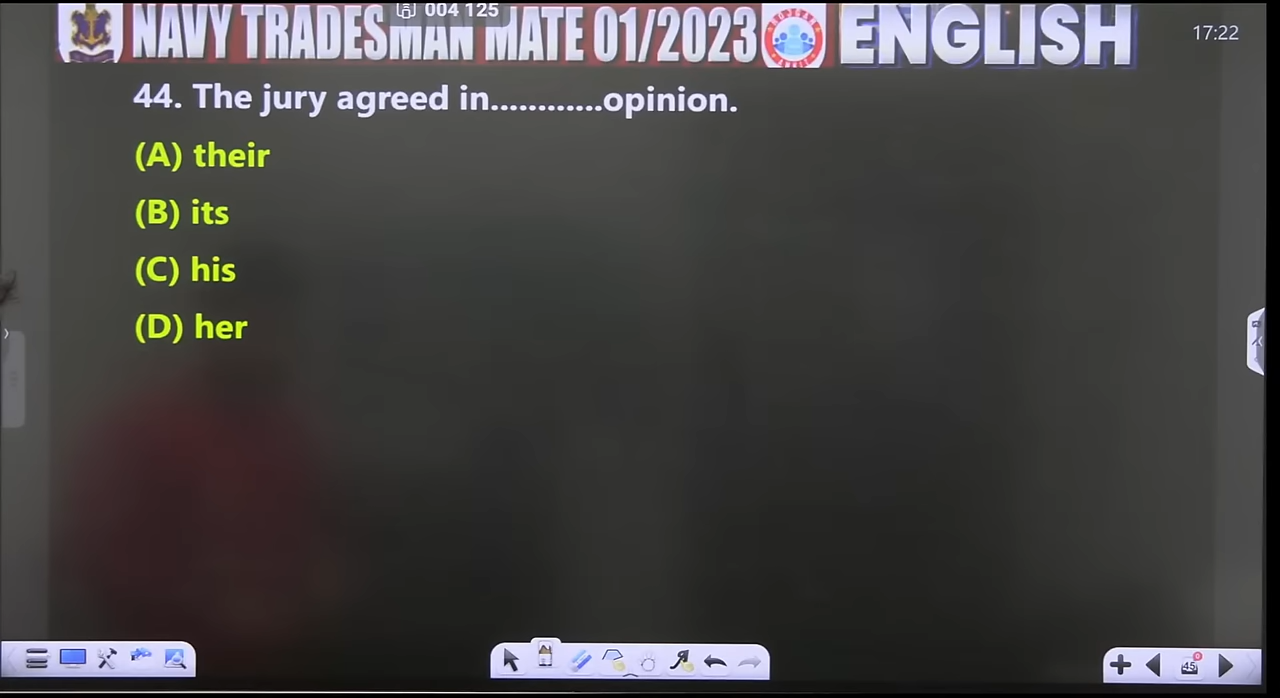 004 125
NAVY TRADESMAN MATE 01/2023 ENGLISH
17:22
44. The jury agreed in............opinion.
(A) their
(B) its
(C) his
(D) her
45